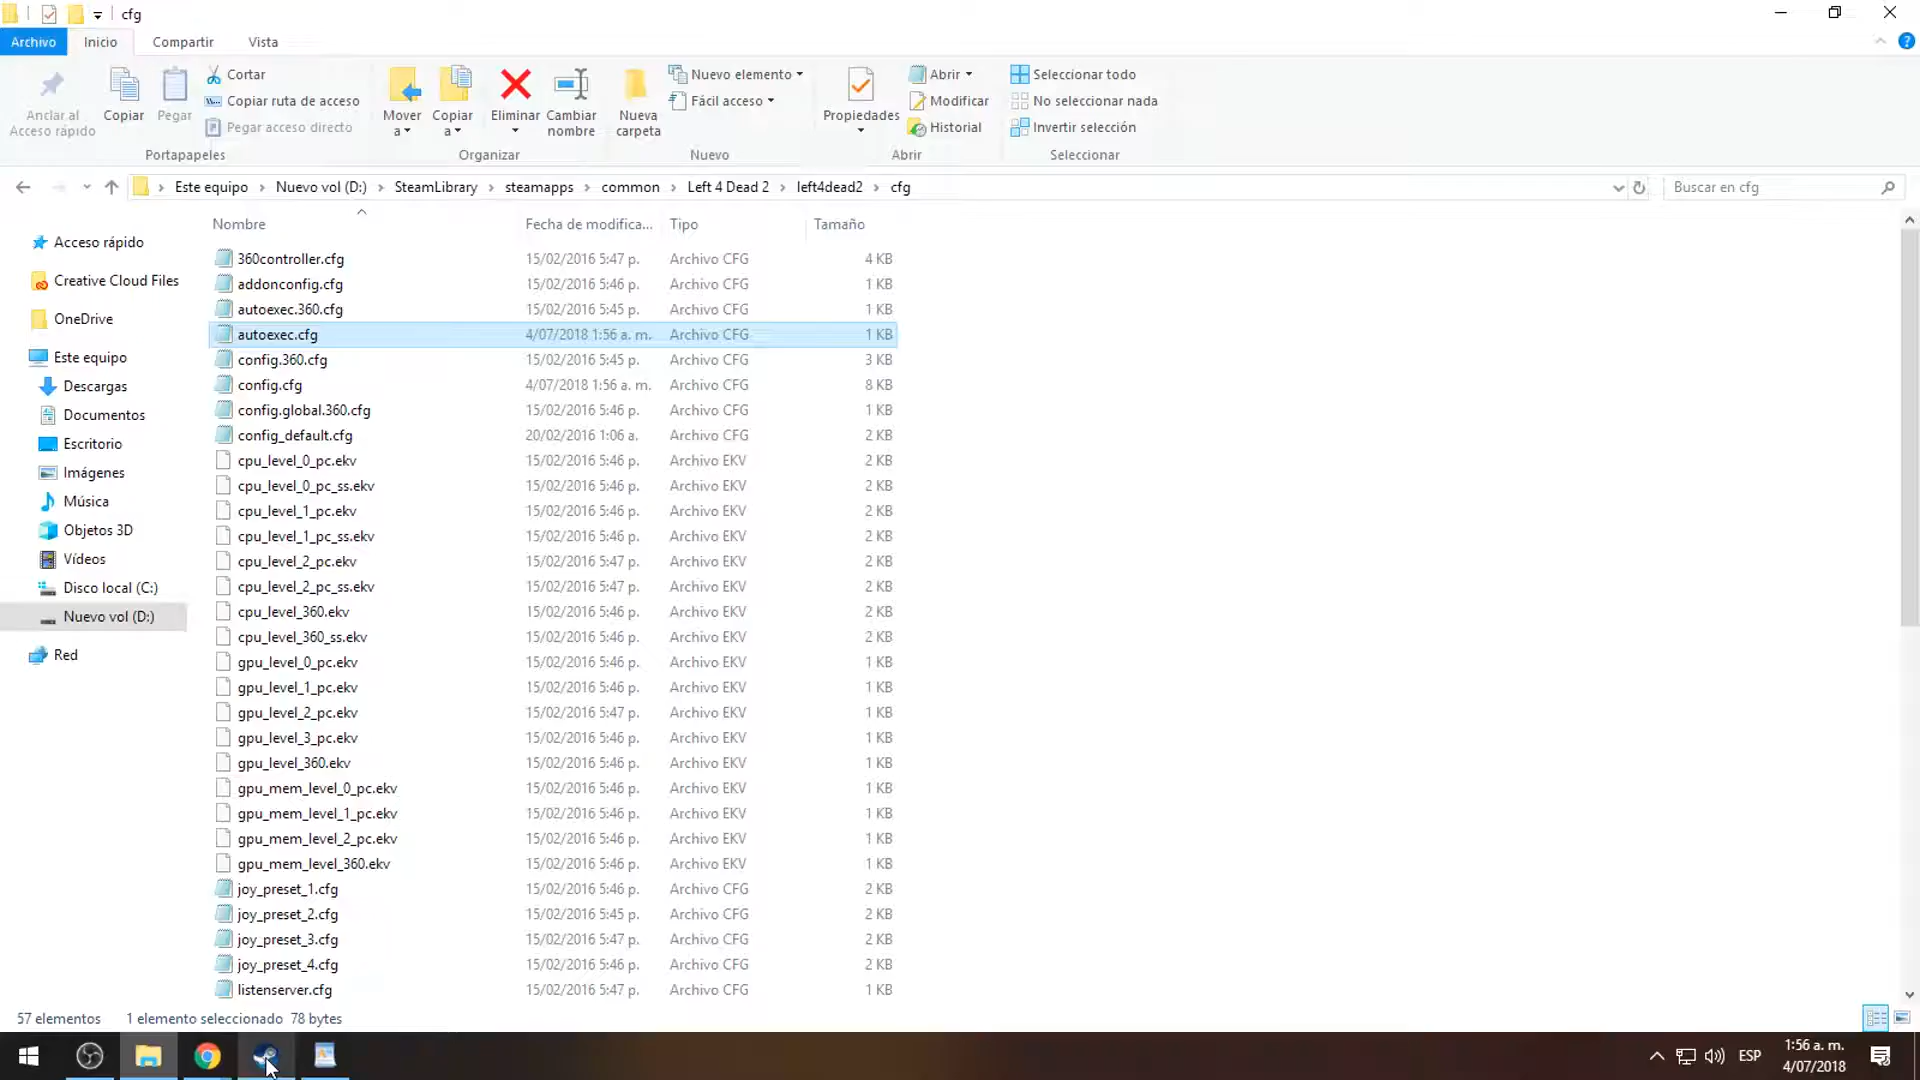 cfg
Archivo Inicio Compartir Vista
Anclar al Acceso rápido
Copiar
Pegar
Cortar
Copiar ruta de acceso
Pegar acceso directo
Portapapeles
Mover a
Copiar a
Eliminar
Cambiar nombre
Organizar
Nueva carpeta
Nuevo elemento
Fácil acceso
Nuevo
Propiedades
Abrir
Modificar
Historial
Abrir
Seleccionar todo
No seleccionar nada
Invertir selección
Seleccionar
Este equipo > Nuevo vol (D:) > SteamLibrary > steamapps > common > Left 4 Dead 2 > left4dead2 > cfg
Buscar en cfg
Acceso rápido
Creative Cloud Files
OneDrive
Este equipo
Descargas
Documentos
Escritorio
Imágenes
Música
Objetos 3D
Vídeos
Disco local (C:)
Nuevo vol (D:)
Red
Nombre Fecha de modifica... Tipo Tamaño
360controller.cfg 15/02/2016 5:47 p. Archivo CFG 4 KB
addonconfig.cfg 15/02/2016 5:46 p. Archivo CFG 1 KB
autoexec.360.cfg 15/02/2016 5:45 p. Archivo CFG 1 KB
autoexec.cfg 4/07/2018 1:56 a. m. Archivo CFG 1 KB
config.360.cfg 15/02/2016 5:45 p. Archivo CFG 3 KB
config.cfg 4/07/2018 1:56 a. m. Archivo CFG 8 KB
config.global.360.cfg 15/02/2016 5:46 p. Archivo CFG 1 KB
config_default.cfg 20/02/2016 1:06 a. Archivo CFG 2 KB
cpu_level_0_pc.ekv 15/02/2016 5:46 p. Archivo EKV 2 KB
cpu_level_0_pc_ss.ekv 15/02/2016 5:46 p. Archivo EKV 2 KB
cpu_level_1_pc.ekv 15/02/2016 5:46 p. Archivo EKV 2 KB
cpu_level_1_pc_ss.ekv 15/02/2016 5:46 p. Archivo EKV 2 KB
cpu_level_2_pc.ekv 15/02/2016 5:47 p. Archivo EKV 2 KB
cpu_level_2_pc_ss.ekv 15/02/2016 5:47 p. Archivo EKV 2 KB
cpu_level_360.ekv 15/02/2016 5:46 p. Archivo EKV 2 KB
cpu_level_360_ss.ekv 15/02/2016 5:46 p. Archivo EKV 2 KB
gpu_level_0_pc.ekv 15/02/2016 5:46 p. Archivo EKV 1 KB
gpu_level_1_pc.ekv 15/02/2016 5:46 p. Archivo EKV 1 KB
gpu_level_2_pc.ekv 15/02/2016 5:47 p. Archivo EKV 1 KB
gpu_level_3_pc.ekv 15/02/2016 5:46 p. Archivo EKV 1 KB
gpu_level_360.ekv 15/02/2016 5:46 p. Archivo EKV 1 KB
gpu_mem_level_0_pc.ekv 15/02/2016 5:46 p. Archivo EKV 1 KB
gpu_mem_level_1_pc.ekv 15/02/2016 5:46 p. Archivo EKV 1 KB
gpu_mem_level_2_pc.ekv 15/02/2016 5:46 p. Archivo EKV 1 KB
gpu_mem_level_360.ekv 15/02/2016 5:46 p. Archivo EKV 1 KB
joy_preset_1.cfg 15/02/2016 5:46 p. Archivo CFG 2 KB
joy_preset_2.cfg 15/02/2016 5:45 p. Archivo CFG 2 KB
joy_preset_3.cfg 15/02/2016 5:47 p. Archivo CFG 2 KB
joy_preset_4.cfg 15/02/2016 5:46 p. Archivo CFG 2 KB
listenserver.cfg 15/02/2016 5:47 p. Archivo CFG 1 KB
57 elementos 1 elemento seleccionado 78 bytes
ESP
1:56 a. m.
4/07/2018